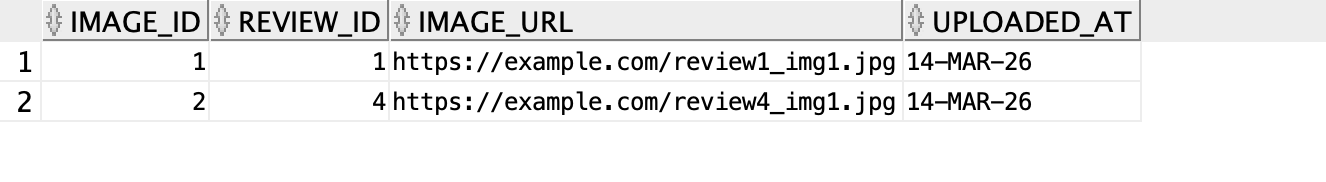 IMAGE_ID REVIEW_ID IMAGE_URL UPLOADED_AT
1 1 1 https://example.com/review1_img1.jpg 14-MAR-26
2 2 4 https://example.com/review4_img1.jpg 14-MAR-26